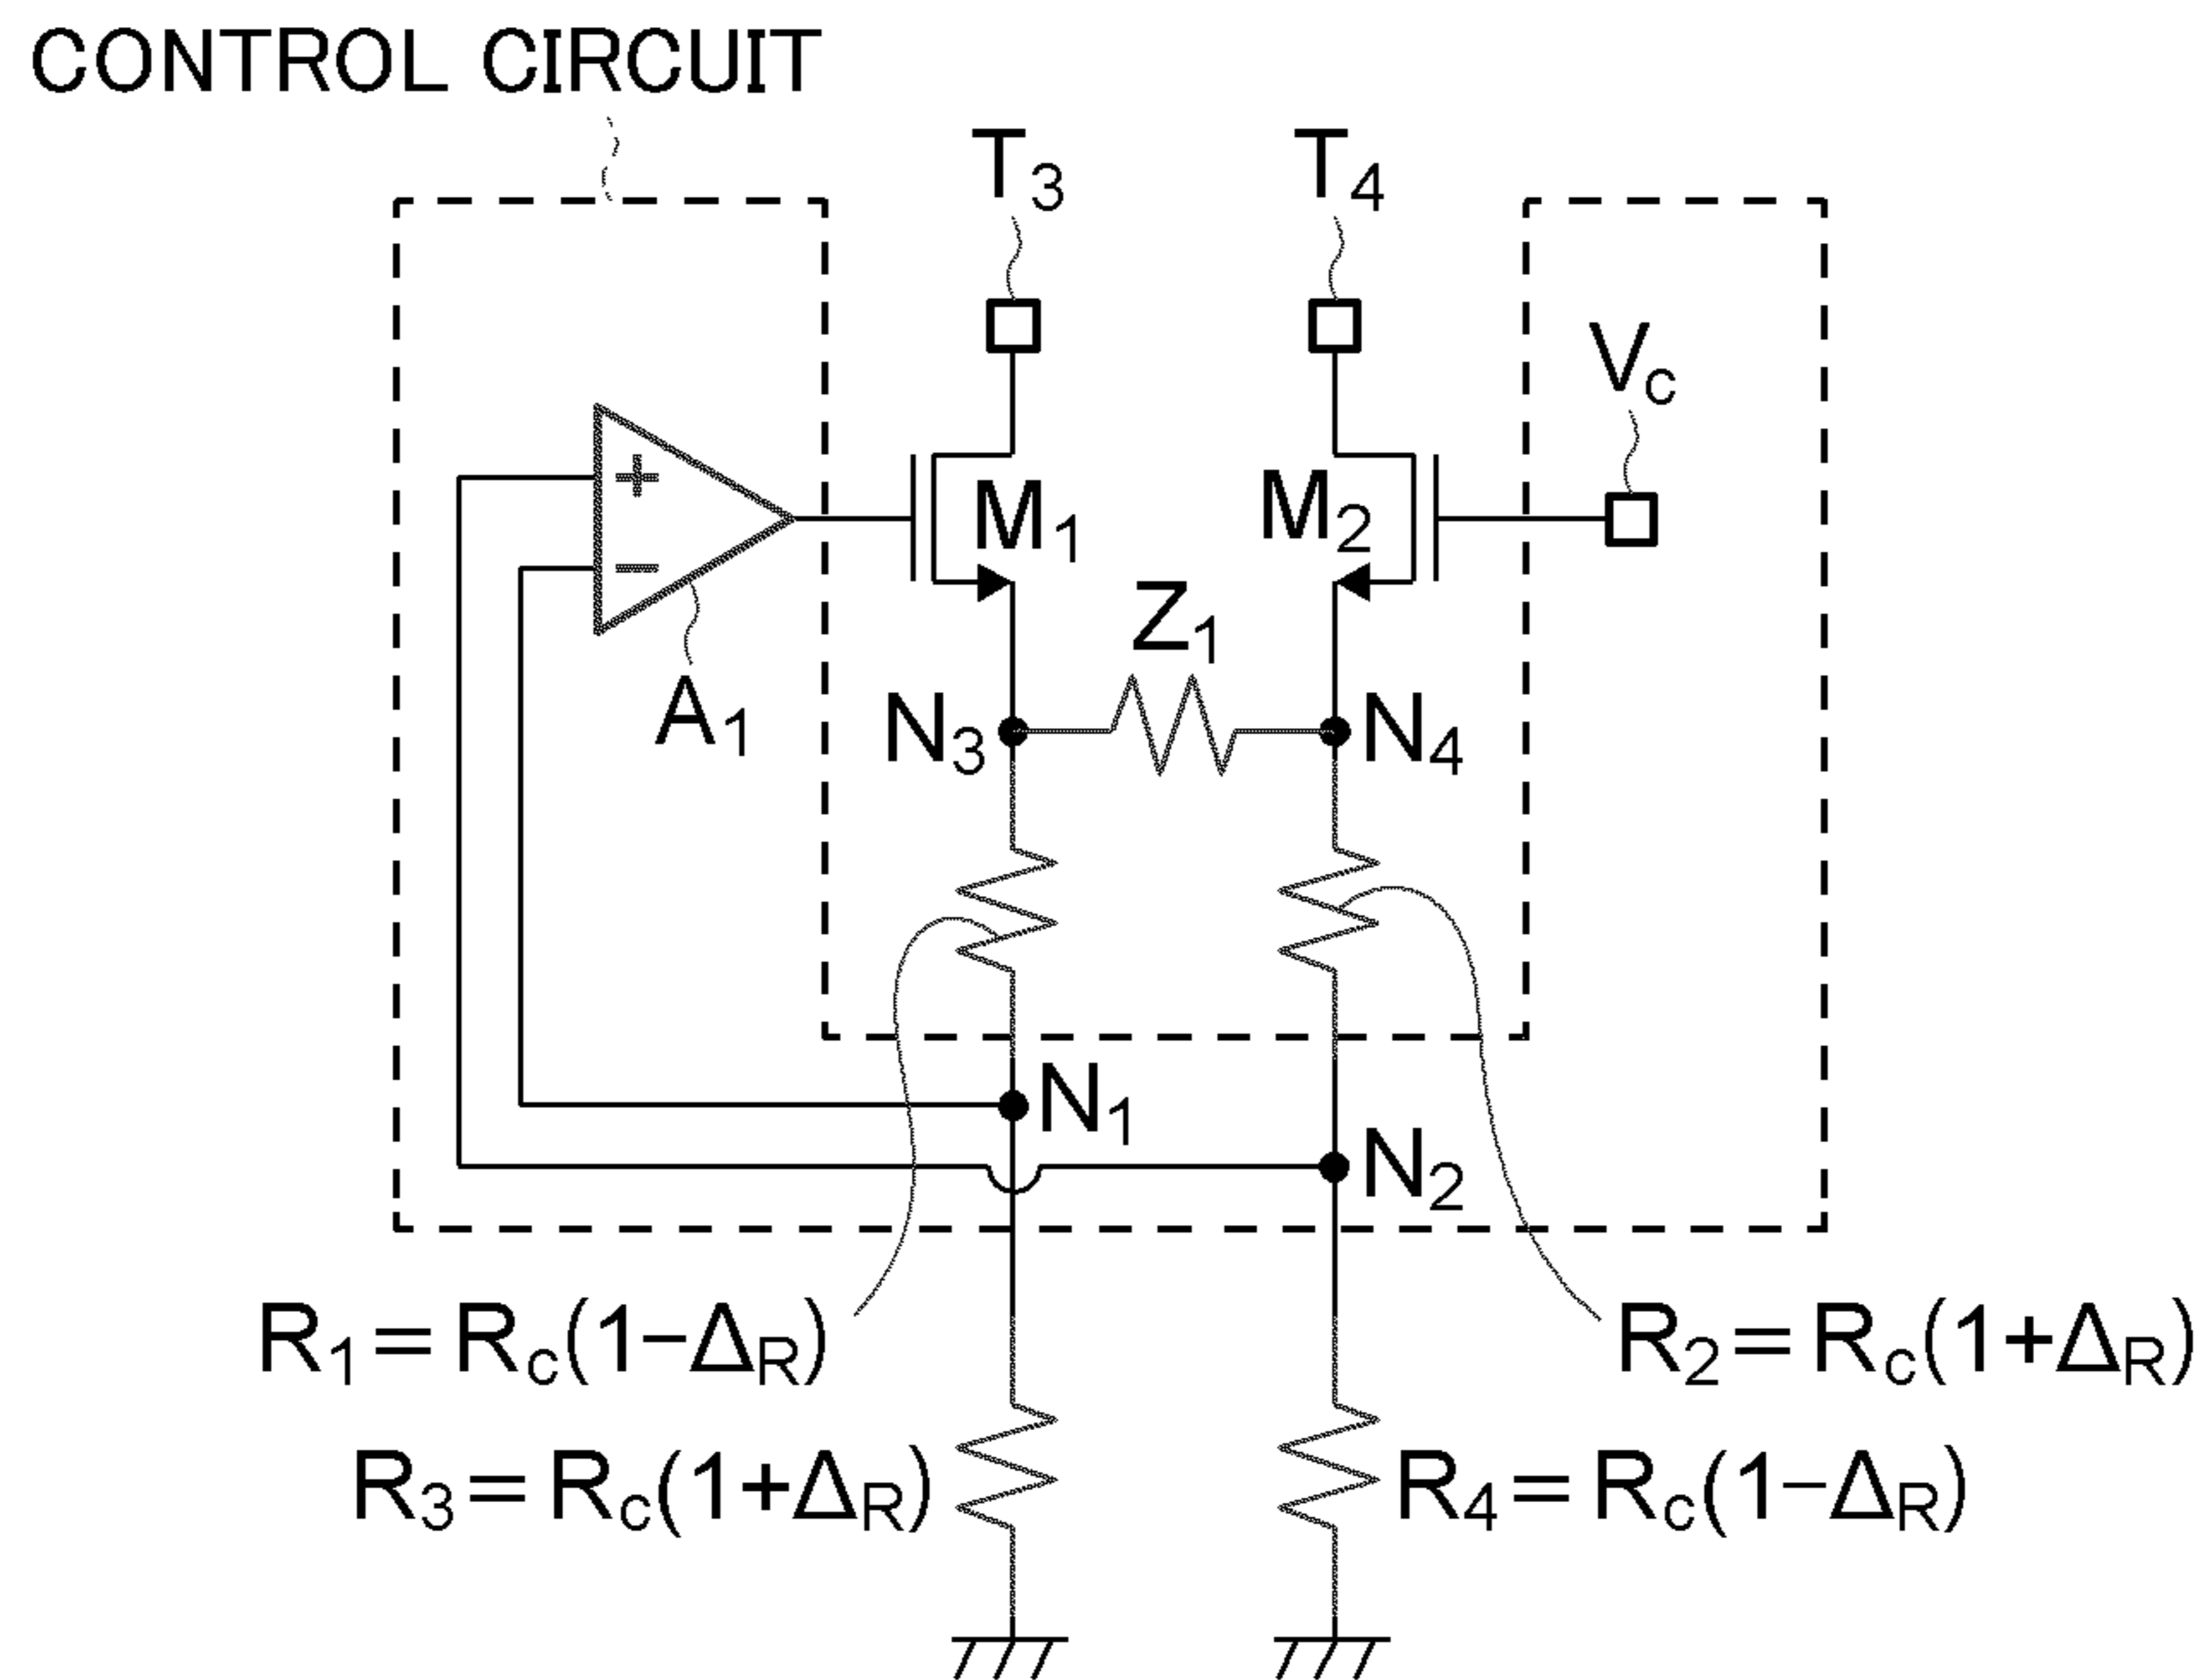 CONTROL CIRCUIT
T3
T4
VC
+
−
M1
M2
Z1
A1
N3
N4
N1
N2
R1=RC(1−ΔR)
R2=RC(1+ΔR)
R3=RC(1+ΔR)
R4=RC(1−ΔR)